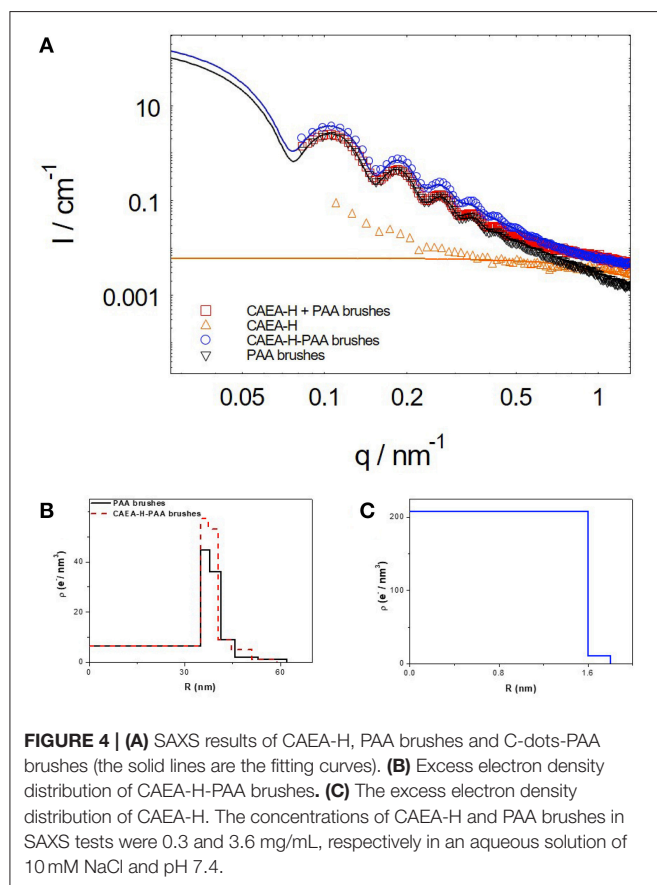 A
10
0.1
0.001
I / cm⁻¹
CAEA-H + PAA brushes
CAEA-H
CAEA-H-PAA brushes
PAA brushes
0.05
0.1
0.2
0.5
1
q / nm⁻¹
B
PAA brushes
CAEA-H-PAA brushes
40
20
0
ρ (e⁻/ nm³)
0
30
60
R (nm)
C
200
100
0.0
ρ (e⁻/ nm³)
0.0
0.8
1.6
R (nm)
FIGURE 4 | (A) SAXS results of CAEA-H, PAA brushes and C-dots-PAA
brushes (the solid lines are the fitting curves). (B) Excess electron density
distribution of CAEA-H-PAA brushes. (C) The excess electron density
distribution of CAEA-H. The concentrations of CAEA-H and PAA brushes in
SAXS tests were 0.3 and 3.6 mg/mL, respectively in an aqueous solution of
10 mM NaCl and pH 7.4.